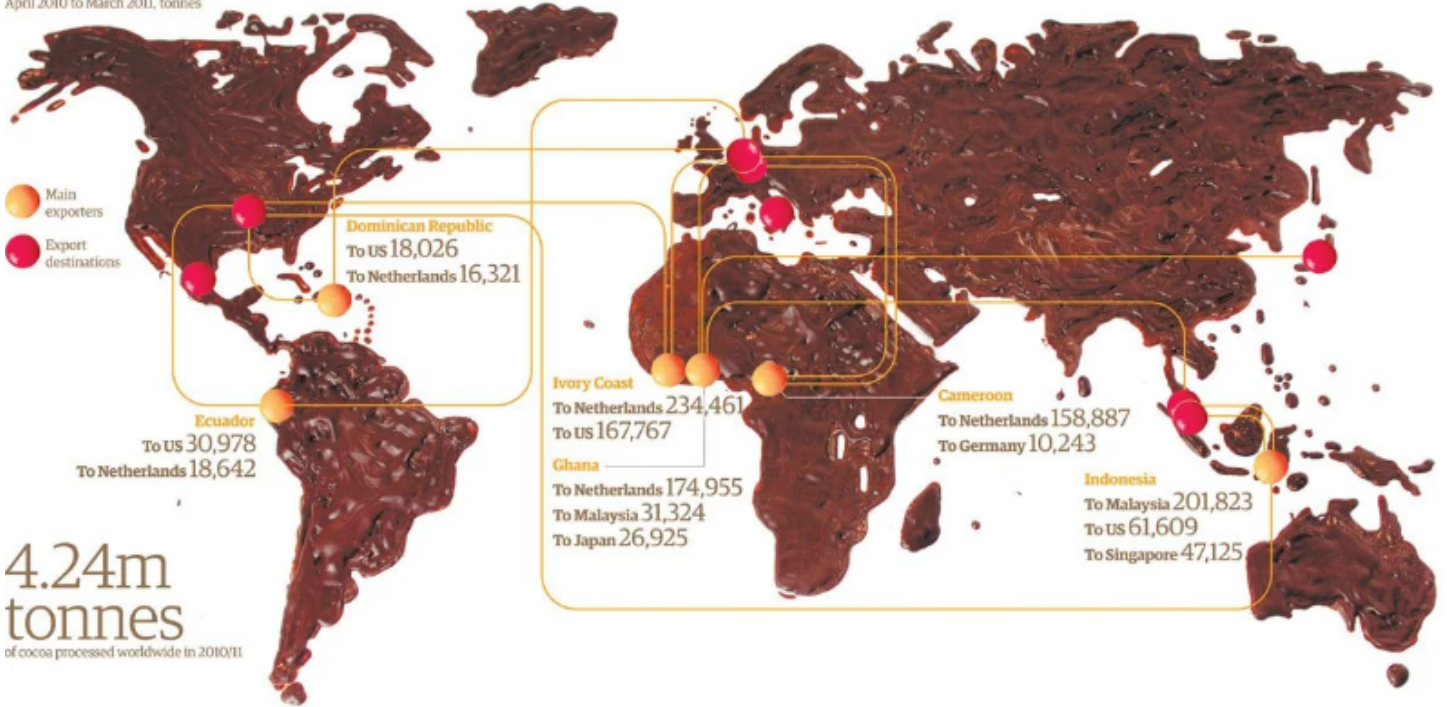 April 2010 to March 2011, tonnes
Main
exporters
Export
destinations
Dominican Republic
To US 18,026
To Netherlands 16,321
Ecuador
To US 30,978
To Netherlands 18,642
Ivory Coast
To Netherlands 234,461
To US 167,767
Ghana
To Netherlands 174,955
To Malaysia 31,324
To Japan 26,925
Cameroon
To Netherlands 158,887
To Germany 10,243
Indonesia
To Malaysia 201,823
To US 61,609
To Singapore 47,125
4.24m
tonnes
of cocoa processed worldwide in 2010/11